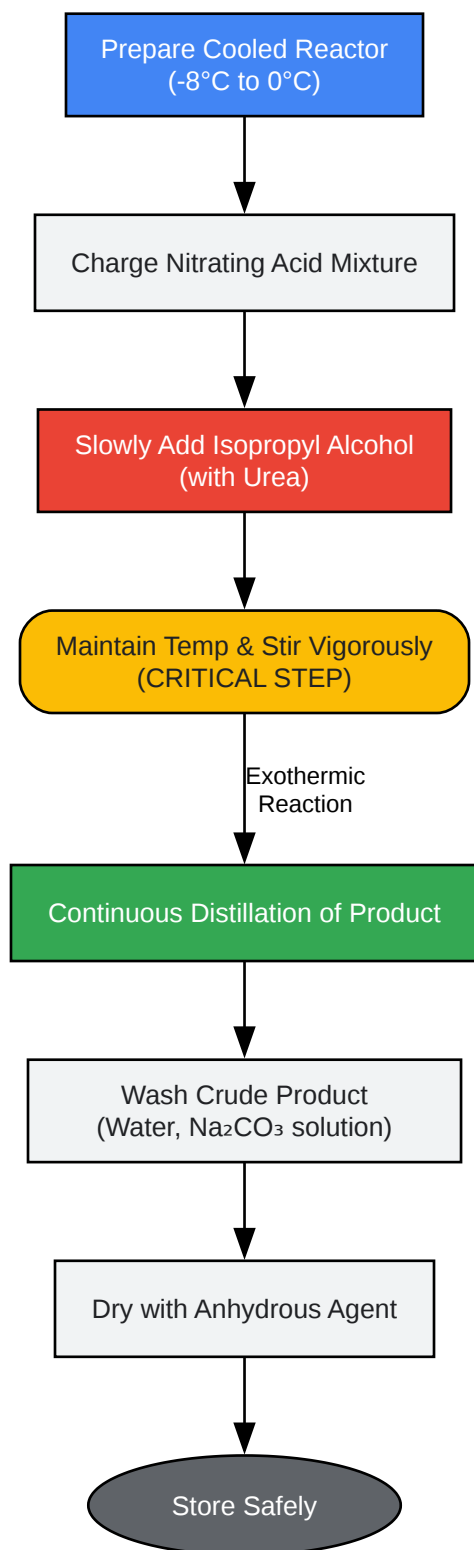 Prepare Cooled Reactor
(-8°C to 0°C)
Charge Nitrating Acid Mixture
Slowly Add Isopropyl Alcohol
(with Urea)
Maintain Temp & Stir Vigorously
(CRITICAL STEP)
Exothermic
Reaction
Continuous Distillation of Product
Wash Crude Product
(Water, Na₂CO₃ solution)
Dry with Anhydrous Agent
Store Safely